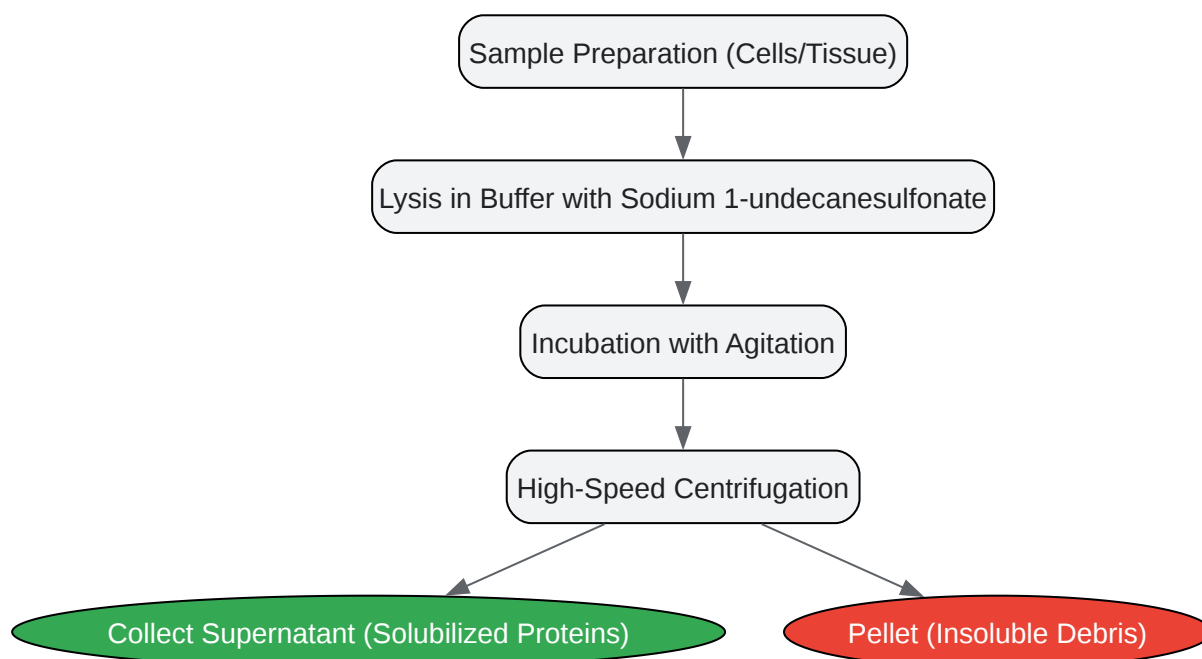 Sample Preparation (Cells/Tissue)
Lysis in Buffer with Sodium 1-undecanesulfonate
Incubation with Agitation
High-Speed Centrifugation
Collect Supernatant (Solubilized Proteins)
Pellet (Insoluble Debris)